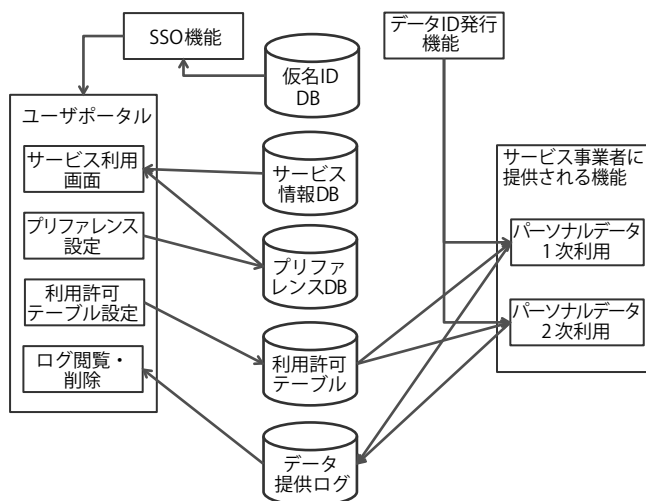 SSO機能
データID発行
機能
仮名ID
DB
ユーザポータル
サービス利用
画面
サービス
情報DB
サービス事業者に
提供される機能
プリファレンス
設定
プリファ
レンスDB
パーソナルデータ
1次利用
利用許可
テーブル設定
パーソナルデータ
2次利用
利用許可
テーブル
ログ閲覧・
削除
データ
提供ログ